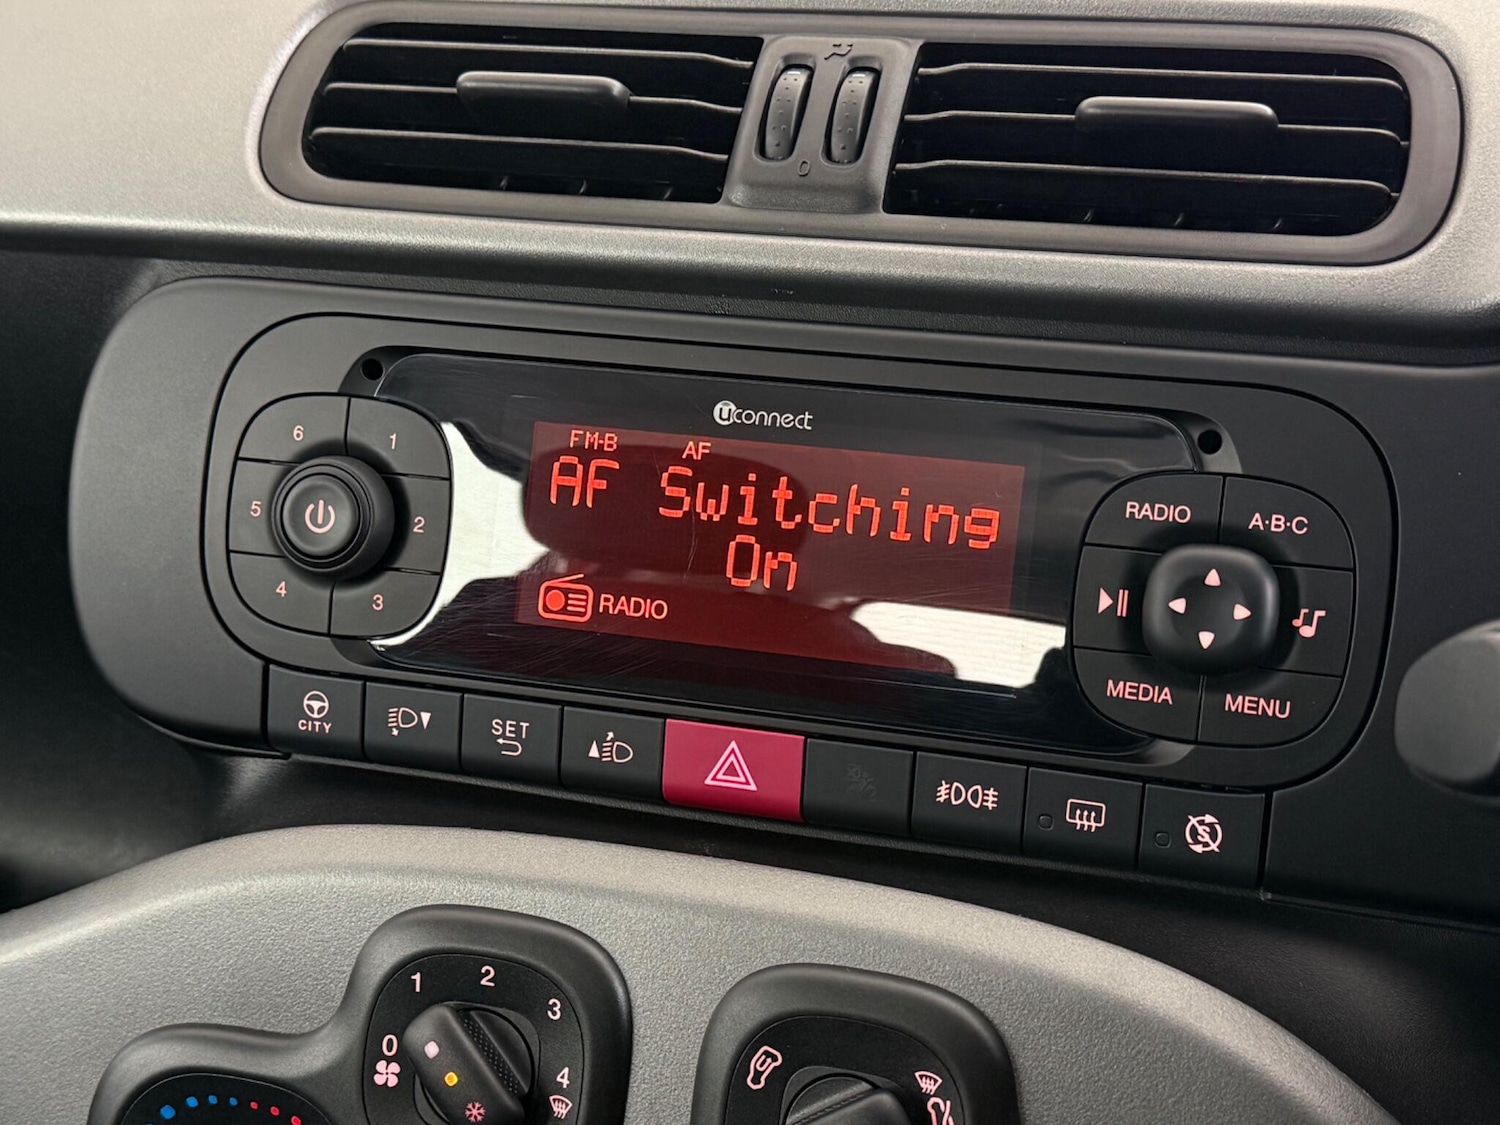 0
uconnect
FM-B AF
AF Switching
On
RADIO
6 1
5 2
4 3
RADIO A·B·C
MEDIA MENU
CITY
SET
S
1 2 3
0 4